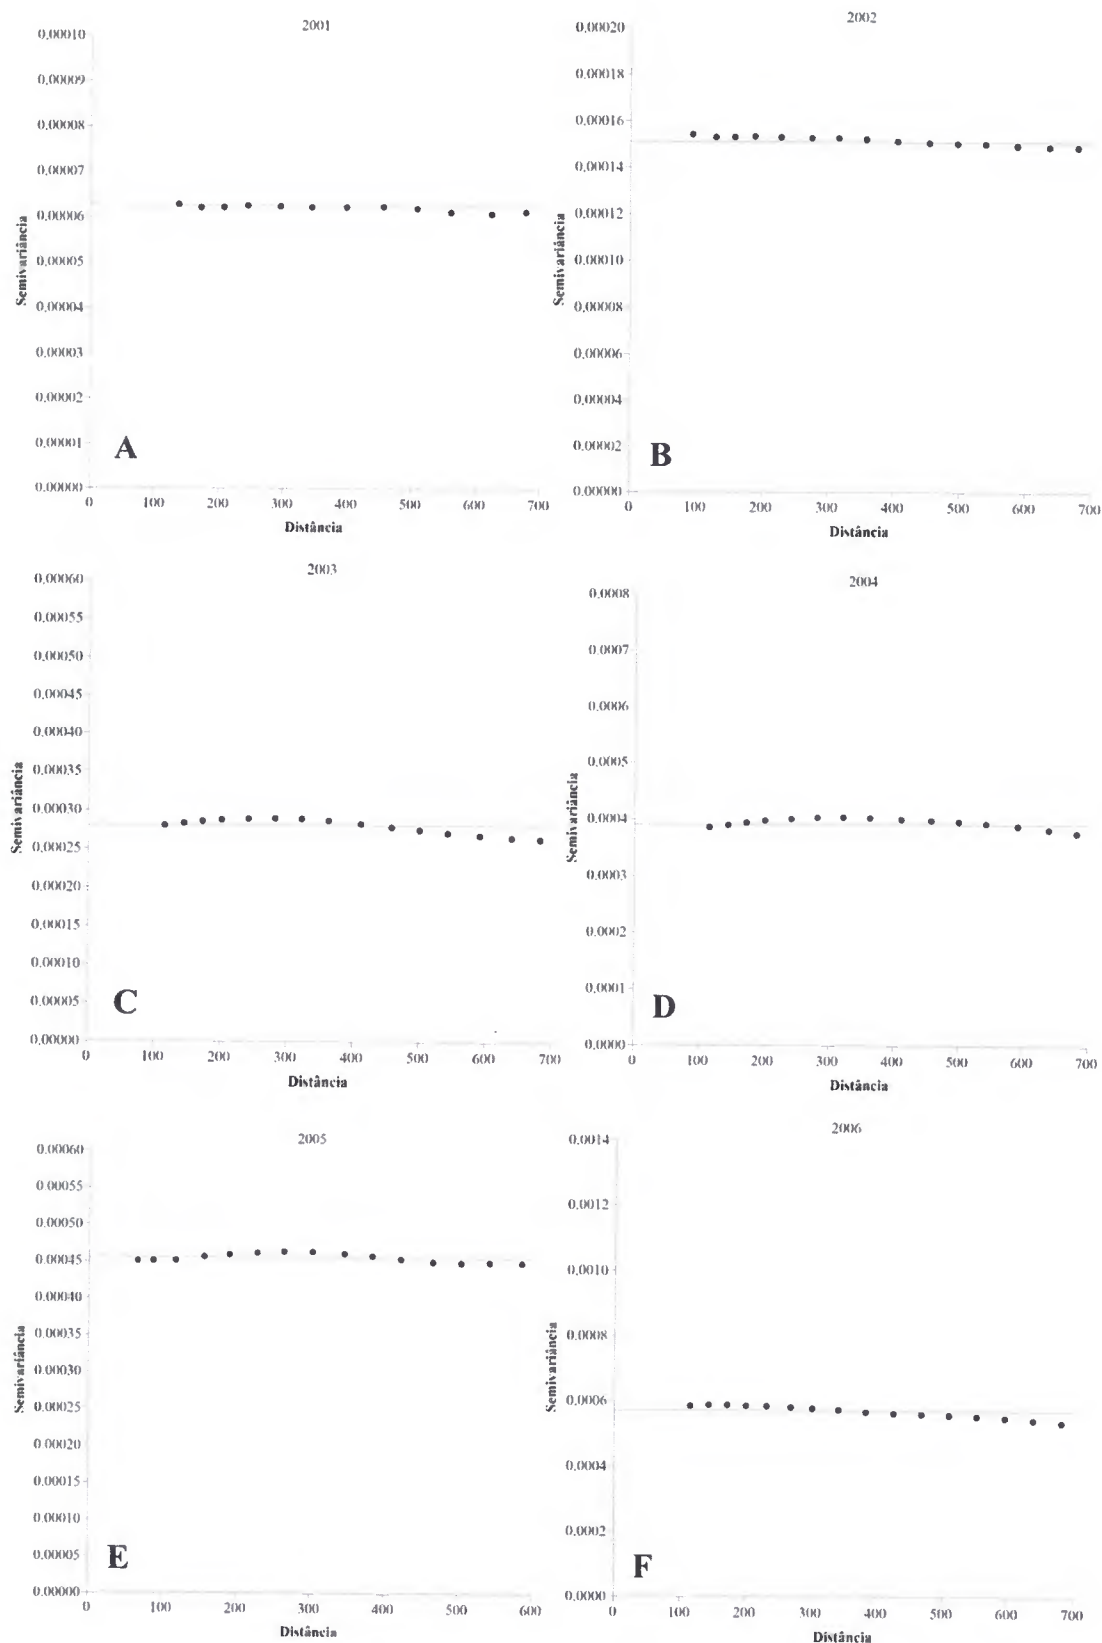 2001
0,00010
0,00009
0,00008
0,00007
0,00006
0,00005
0,00004
0,00003
0,00002
0,00001
0,00000
Semivariância
A
0 100 200 300 400 500 600 700
Distância
2002
0,00020
0,00018
0,00016
0,00014
0,00012
0,00010
0,00008
0,00006
0,00004
0,00002
0,00000
Semivariância
B
0 100 200 300 400 500 600 700
Distância
2003
0,00060
0,00055
0,00050
0,00045
0,00040
0,00035
0,00030
0,00025
0,00020
0,00015
0,00010
0,00005
0,00000
Semivariância
C
0 100 200 300 400 500 600 700
Distância
2004
0,0008
0,0007
0,0006
0,0005
0,0004
0,0003
0,0002
0,0001
0,0000
Semivariância
D
0 100 200 300 400 500 600 700
Distância
2005
0,00060
0,00055
0,00050
0,00045
0,00040
0,00035
0,00030
0,00025
0,00020
0,00015
0,00010
0,00005
0,00000
Semivariância
E
0 100 200 300 400 500 600
Distância
2006
0,0014
0,0012
0,0010
0,0008
0,0006
0,0004
0,0002
0,0000
Semivariância
F
0 100 200 300 400 500 600 700
Distância